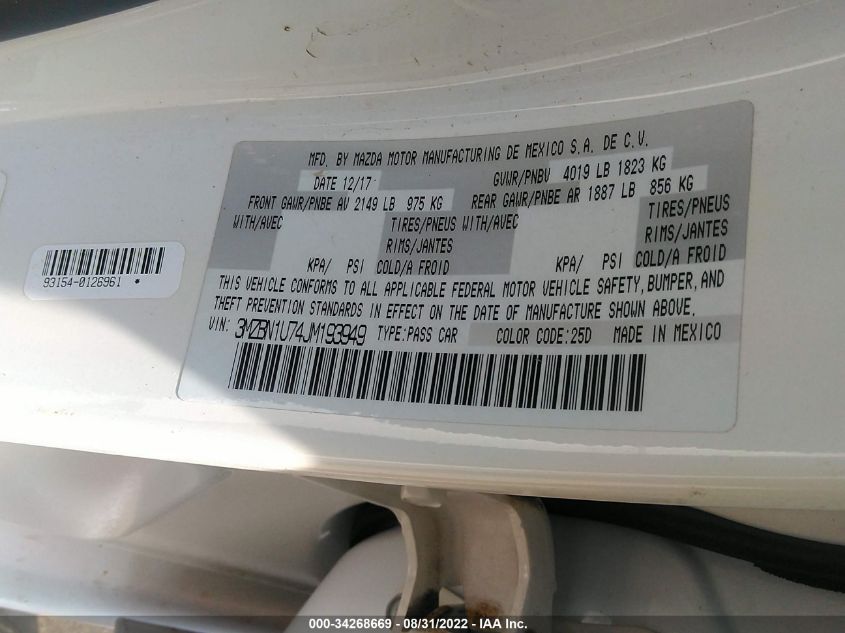 MFD. BY MAZDA MOTOR MANUFACTURING DE MEXICO S.A. DE C.V.
DATE 12/17 GVWR/PNBV 4019 LB 1823 KG
FRONT GAWR/PNBE AV 2149 LB 975 KG REAR GAWR/PNBE AR 1887 LB 856 KG
WITH/AVEC TIRES/PNEUS WITH/AVEC TIRES/PNEUS
RIMS/JANTES RIMS/JANTES
KPA/ PSI COLD/A FROID KPA/ PSI COLD/A FROID
THIS VEHICLE CONFORMS TO ALL APPLICABLE FEDERAL MOTOR VEHICLE SAFETY, BUMPER, AND
THEFT PREVENTION STANDARDS IN EFFECT ON THE DATE OF MANUFACTURE SHOWN ABOVE.
VIN: 3MZBN1U74JM193949 TYPE:PASS CAR COLOR CODE:25D MADE IN MEXICO
93154-0126961
000-34268669 - 08/31/2022 - IAA Inc.